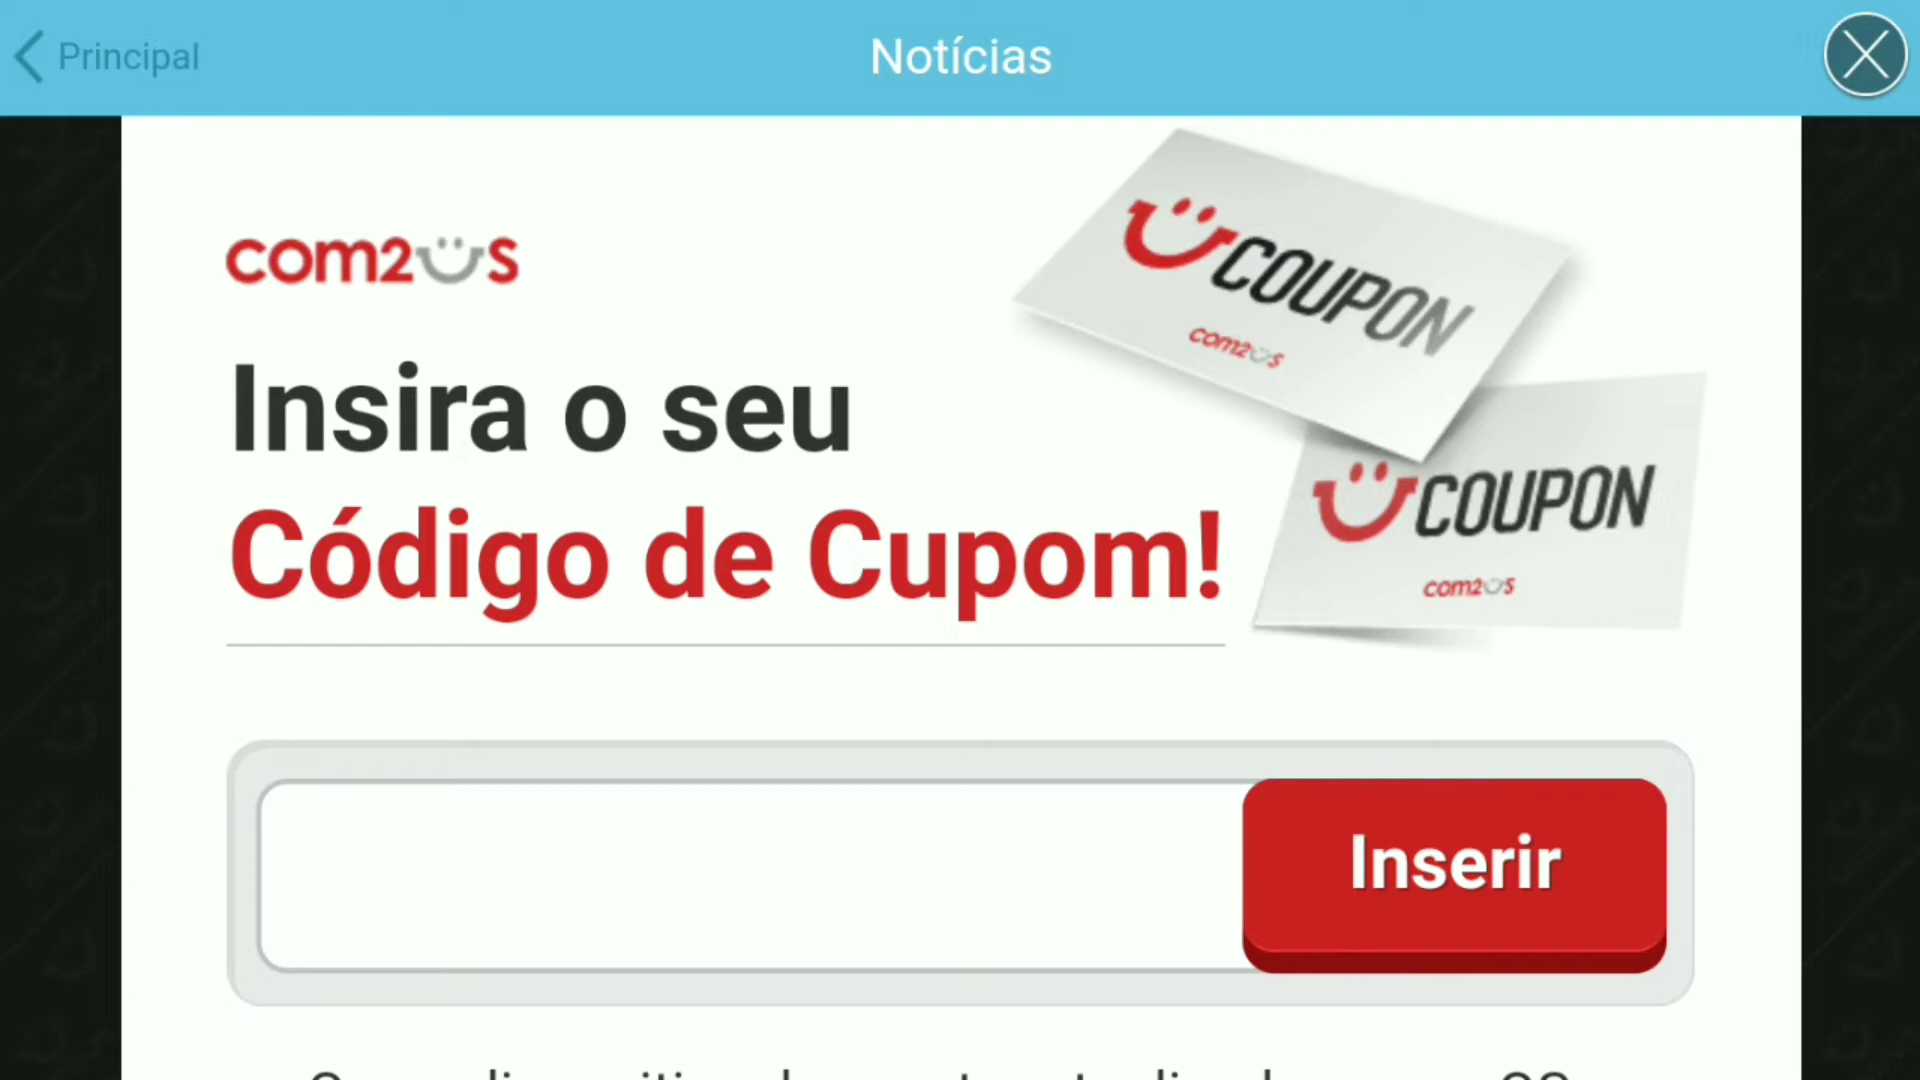 Principal
Notícias
com2us
COUPON
com2us
Insira o seu
Código de Cupom!
COUPON
com2us
Inserir